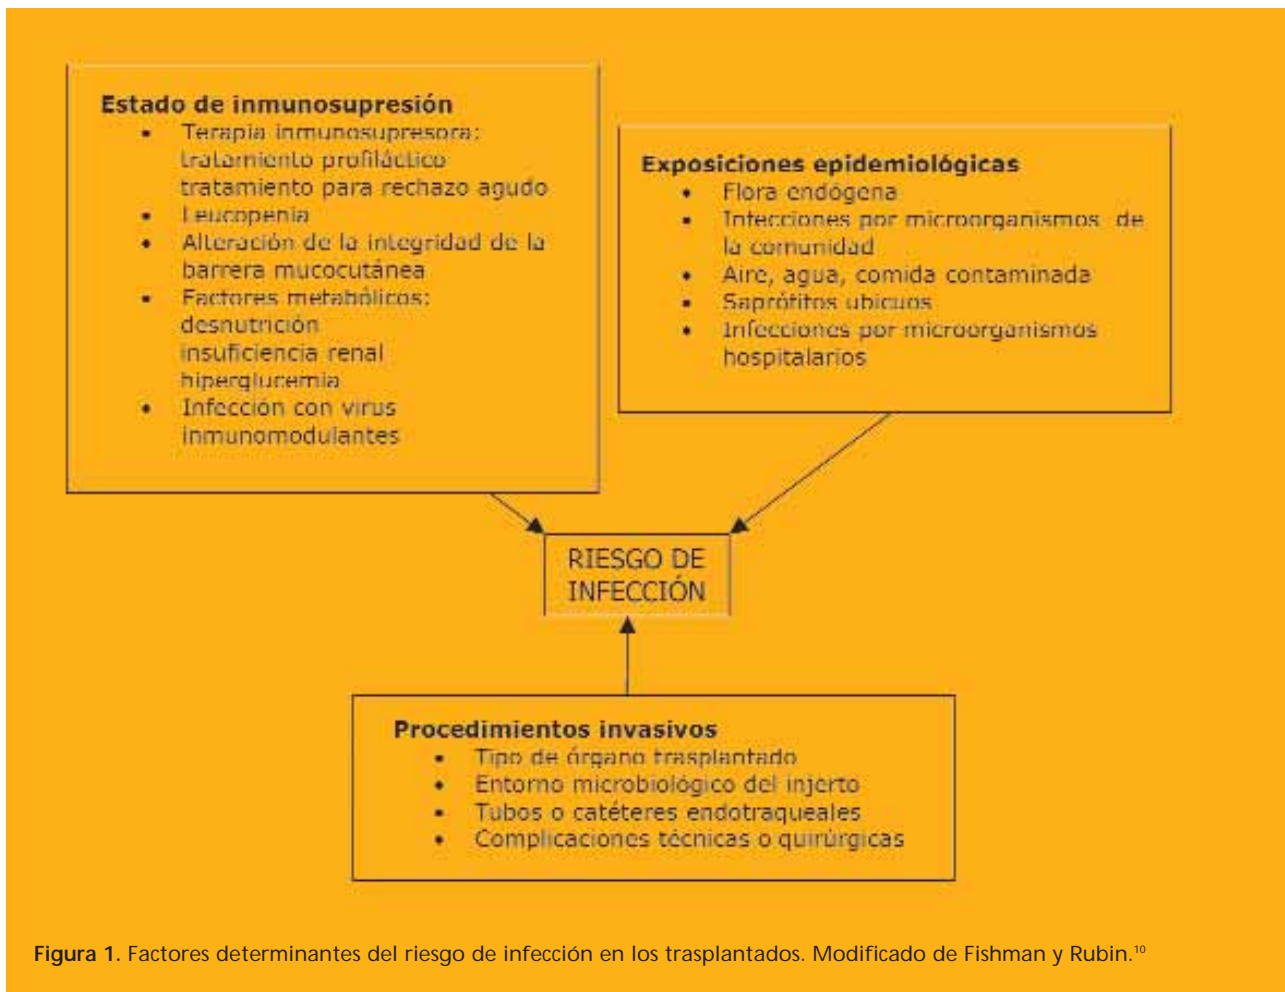 Estado de inmunosupresión
• Terapia inmunosupresora:
tratamiento profiláctico
tratamiento para rechazo agudo
• Leucopenia
• Alteración de la integridad de la
barrera mucocutánea
• Factores metabólicos:
desnutrición
insuficiencia renal
hiperglucemia
• Infección con virus
inmunomodulantes
Exposiciones epidemiológicas
• Flora endógena
• Infecciones por microorganismos de
la comunidad
• Aire, agua, comida contaminada
• Saprófitos ubicuos
• Infecciones por microorganismos
hospitalarios
RIESGO DE
INFECCIÓN
Procedimientos invasivos
• Tipo de órgano trasplantado
• Entorno microbiológico del injerto
• Tubos o catéteres endotraqueales
• Complicaciones técnicas o quirúrgicas
Figura 1. Factores determinantes del riesgo de infección en los trasplantados. Modificado de Fishman y Rubin.¹⁰